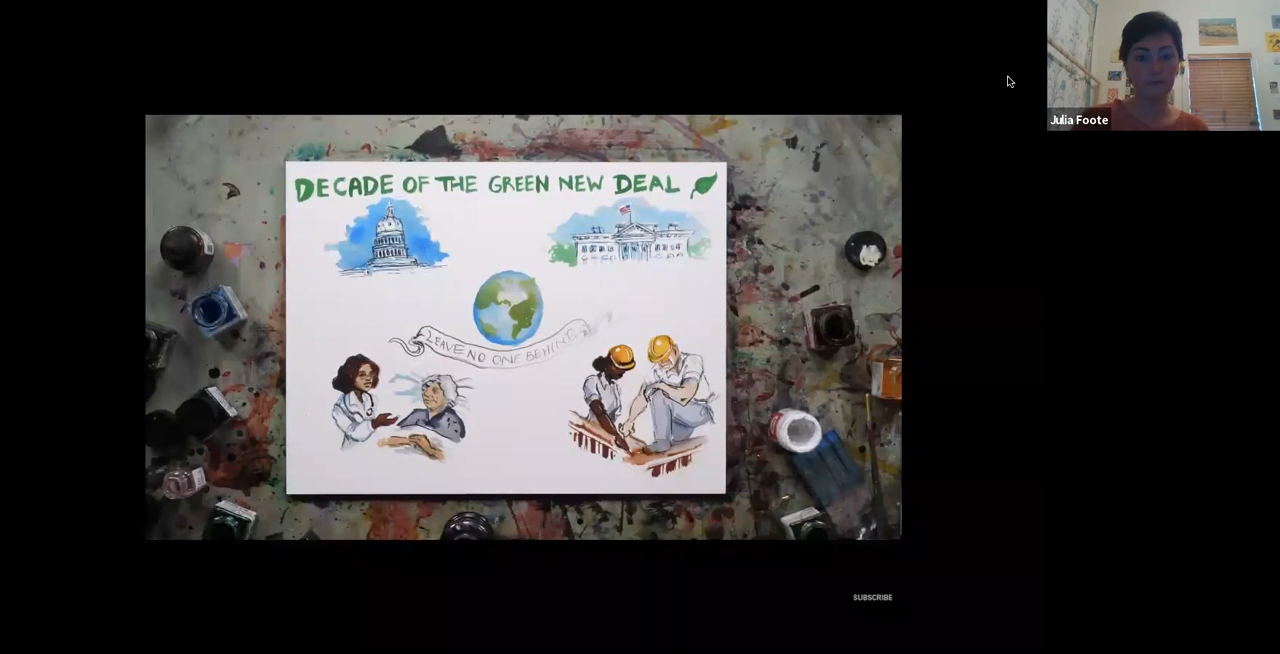 Julia Foote
DECADE OF THE GREEN NEW DEAL
LEAVE NO ONE BEHIND
SUBSCRIBE